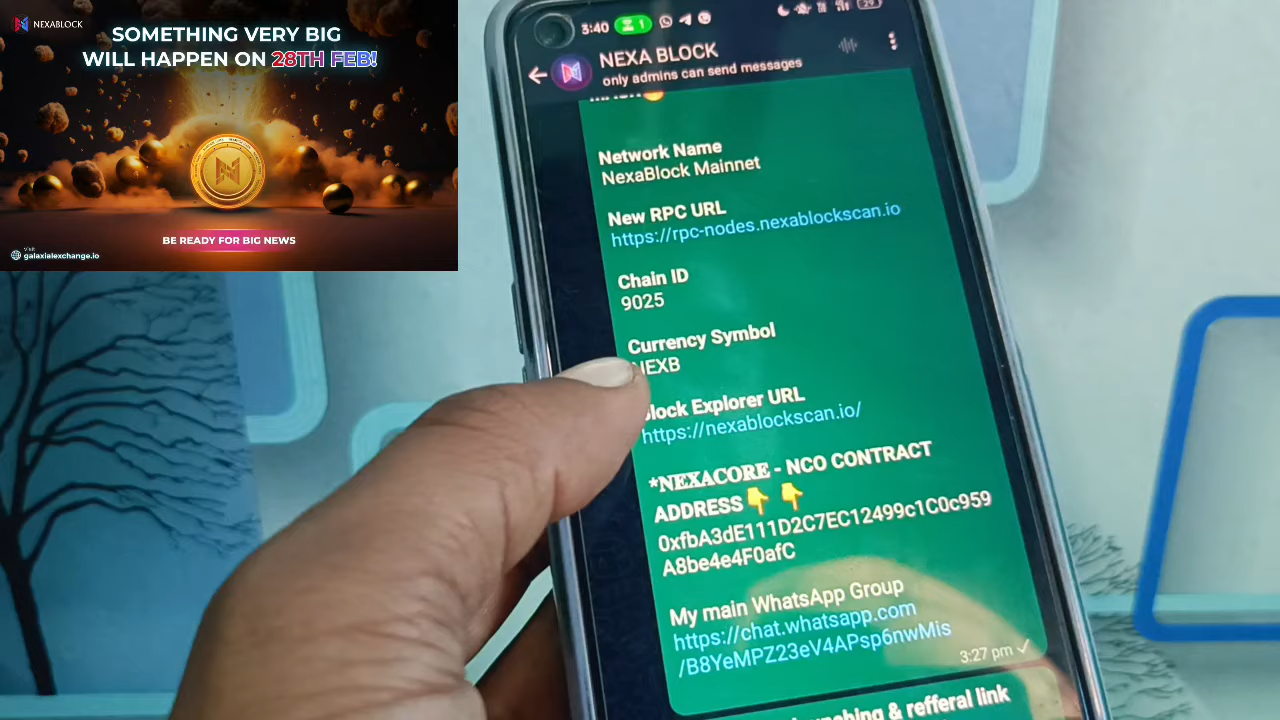 NEXABLOCK
SOMETHING VERY BIG
WILL HAPPEN ON 28TH FEB!
BE READY FOR BIG NEWS
Visit
galaxialexchange.io
3:40
1
29
NEXA BLOCK
only admins can send messages
Network Name
NexaBlock Mainnet
New RPC URL
https://rpc-nodes.nexablockscan.io
Chain ID
9025
Currency Symbol
NEXB
Block Explorer URL
https://nexablockscan.io/
*NEXACORE - NCO CONTRACT
ADDRESS👇 👇
0xfbA3dE111D2C7EC12499c1C0c959
A8be4e4F0afC
My main WhatsApp Group
https://chat.whatsapp.com
/B8YeMPZ23eV4APsp6nwMis
3:27 pm
& refferal link